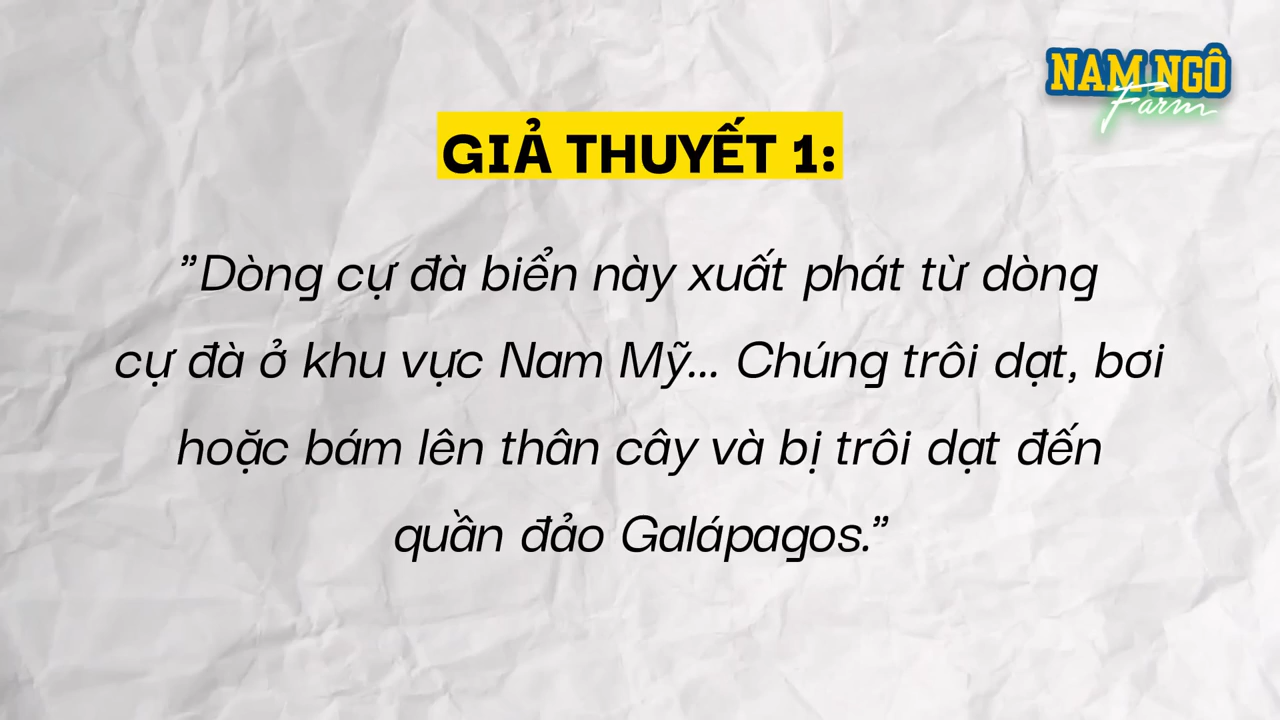 NAM NGÔ
Farm
GIẢ THUYẾT 1:
”Dòng cự đà biển này xuất phát từ dòng
cự đà ở khu vực Nam Mỹ... Chúng trôi dạt, bơi
hoặc bám lên thân cây và bị trôi dạt đến
quần đảo Galápagos.”